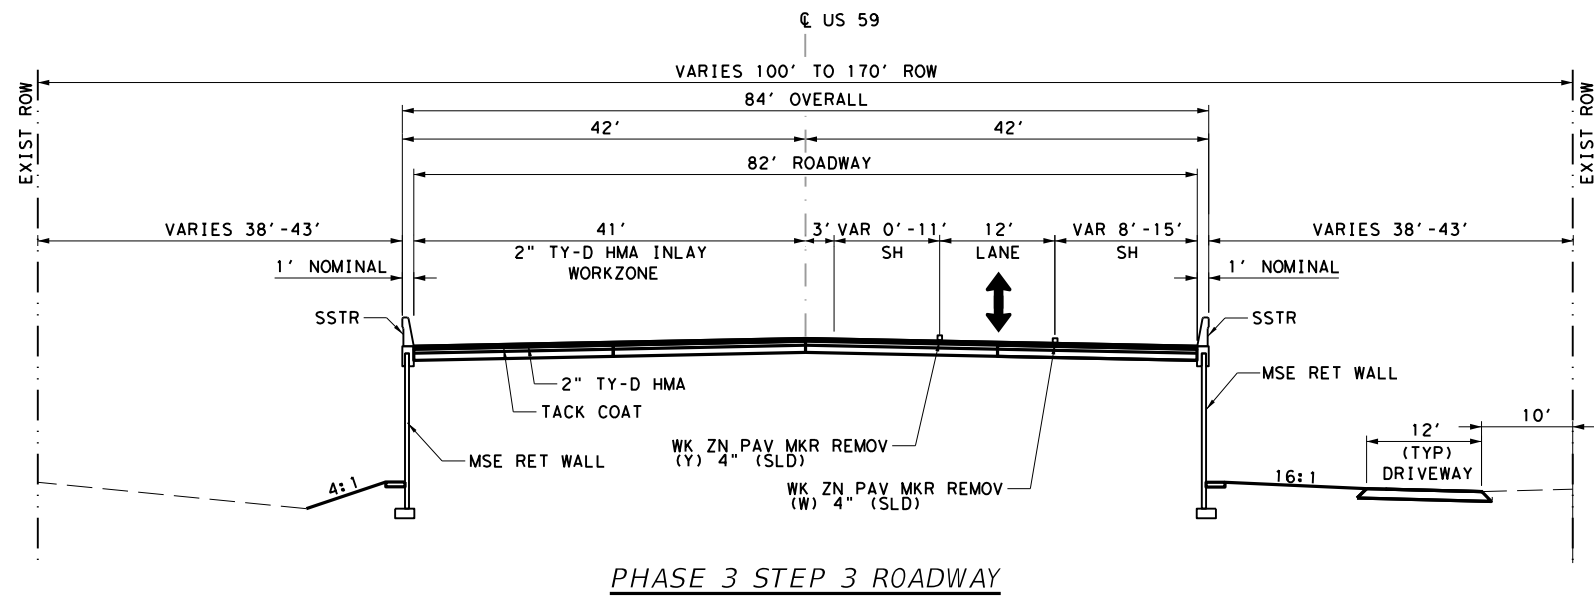 ℄ US 59
VARIES 100' TO 170' ROW
EXIST ROW
EXIST ROW
84' OVERALL
42'
42'
82' ROADWAY
VARIES 38'-43'
41'
3'
VAR 0'-11'
12'
VAR 8'-15'
VARIES 38'-43'
2" TY-D HMA INLAY
WORKZONE
SH
LANE
SH
1' NOMINAL
1' NOMINAL
SSTR
SSTR
2" TY-D HMA
TACK COAT
MSE RET WALL
MSE RET WALL
WK ZN PAV MKR REMOV
(Y) 4" (SLD)
WK ZN PAV MKR REMOV
(W) 4" (SLD)
10'
12'
(TYP)
DRIVEWAY
4:1
16:1
PHASE 3 STEP 3 ROADWAY